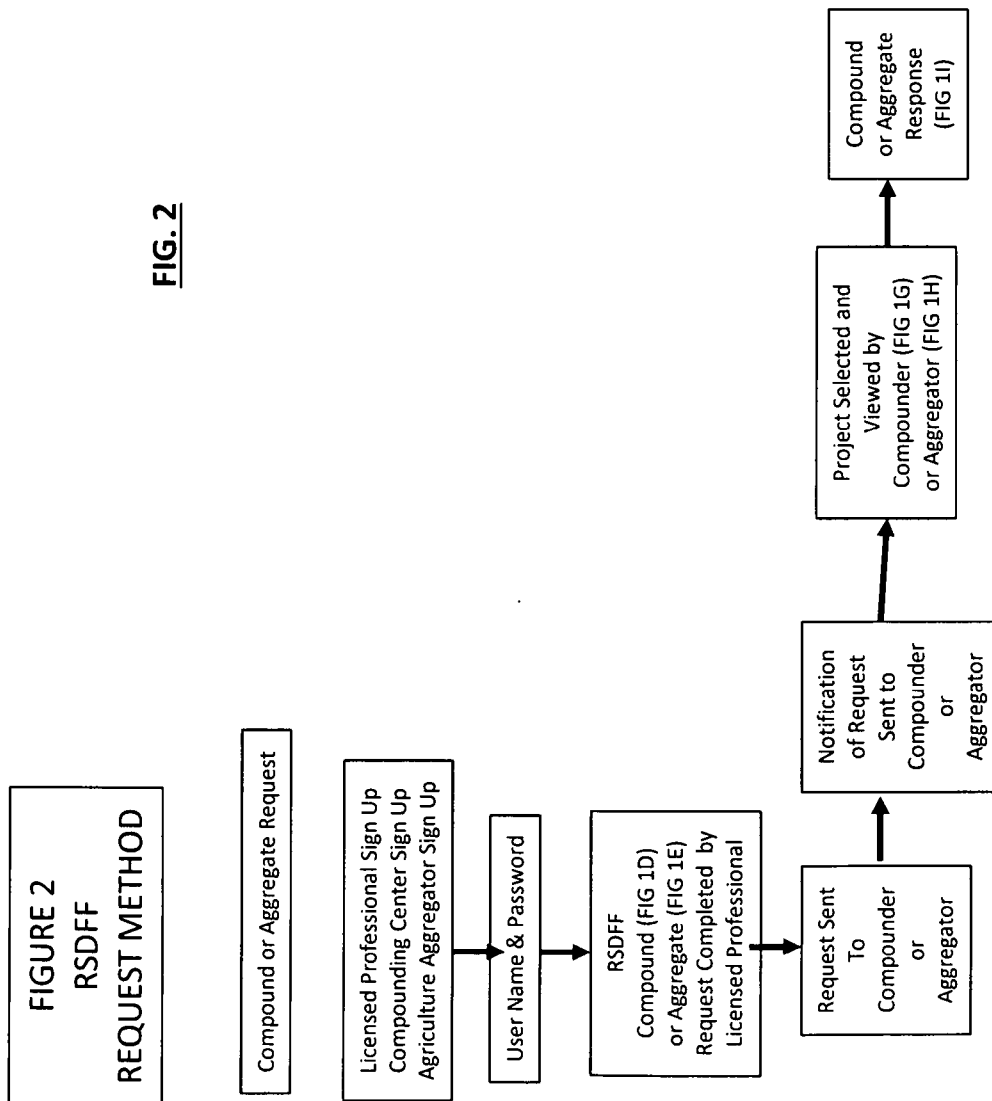 FIGURE 2
RSDFF
REQUEST METHOD
FIG. 2
Compound or Aggregate Request
Licensed Professional Sign Up
Compounding Center Sign Up
Agriculture Aggregator Sign Up
User Name & Password
RSDFF
Compound (FIG 1D)
or Aggregate (FIG 1E)
Request Completed by
Licensed Professional
Request Sent
To
Compounder
or
Aggregator
Notification
of Request
Sent to
Compounder
or
Aggregator
Project Selected and
Viewed by
Compounder (FIG 1G)
or Aggregator (FIG 1H)
Compound
or Aggregate
Response
(FIG 1I)